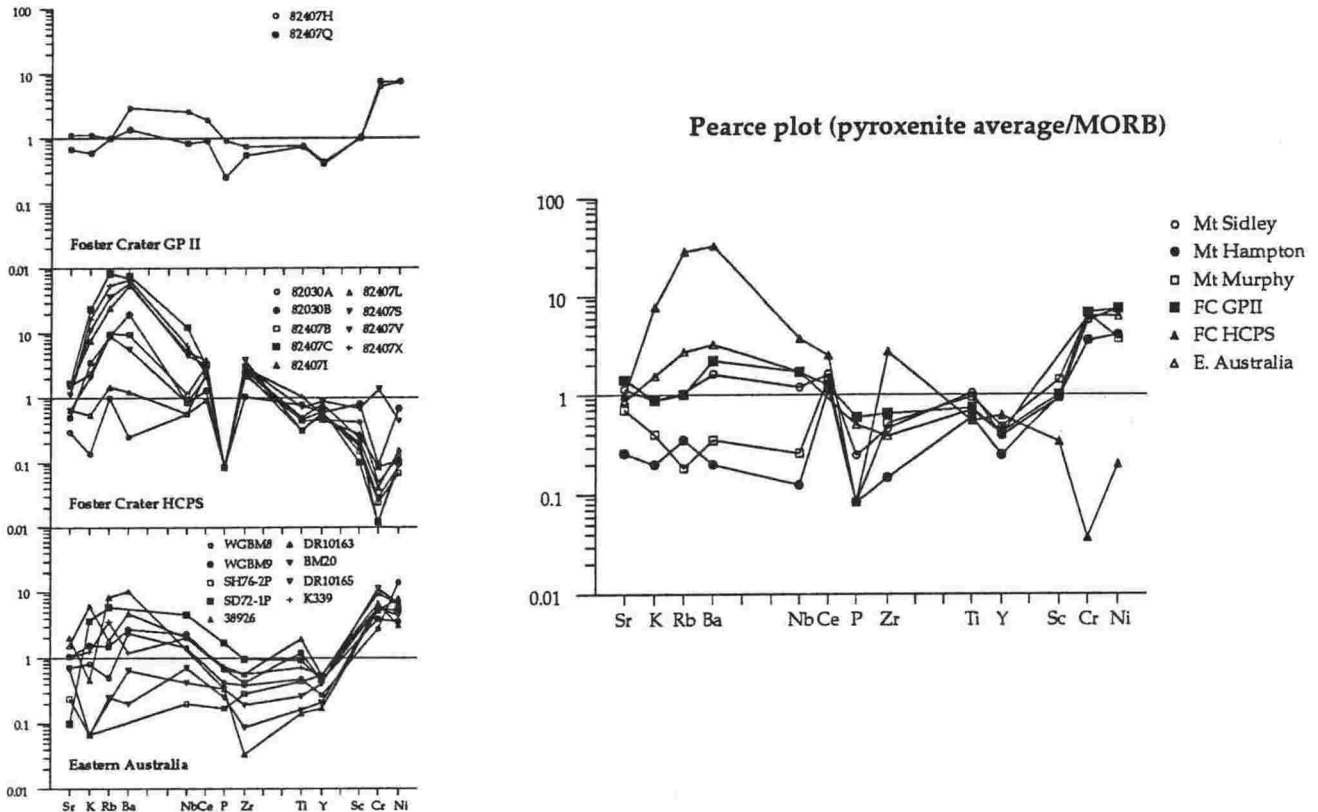 100
10
1
0.1
0.01
82407H
82407Q
Foster Crater GP II
10
1
0.1
0.01
82030A
82030B
82407B
82407C
82407I
82407L
82407S
82407V
82407X
Foster Crater HCPS
10
1
0.1
0.01
WGBM8
WGBM9
SH76-2P
SD72-1P
38926
DR10163
BM20
DR10165
K339
Eastern Australia
Sr K Rb Ba Nb Ce P Zr Ti Y Sc Cr Ni
Pearce plot (pyroxenite average/MORB)
100
10
1
0.1
0.01
Mt Sidley
Mt Hampton
Mt Murphy
FC GPII
FC HCPS
E. Australia
Sr K Rb Ba Nb Ce P Zr Ti Y Sc Cr Ni